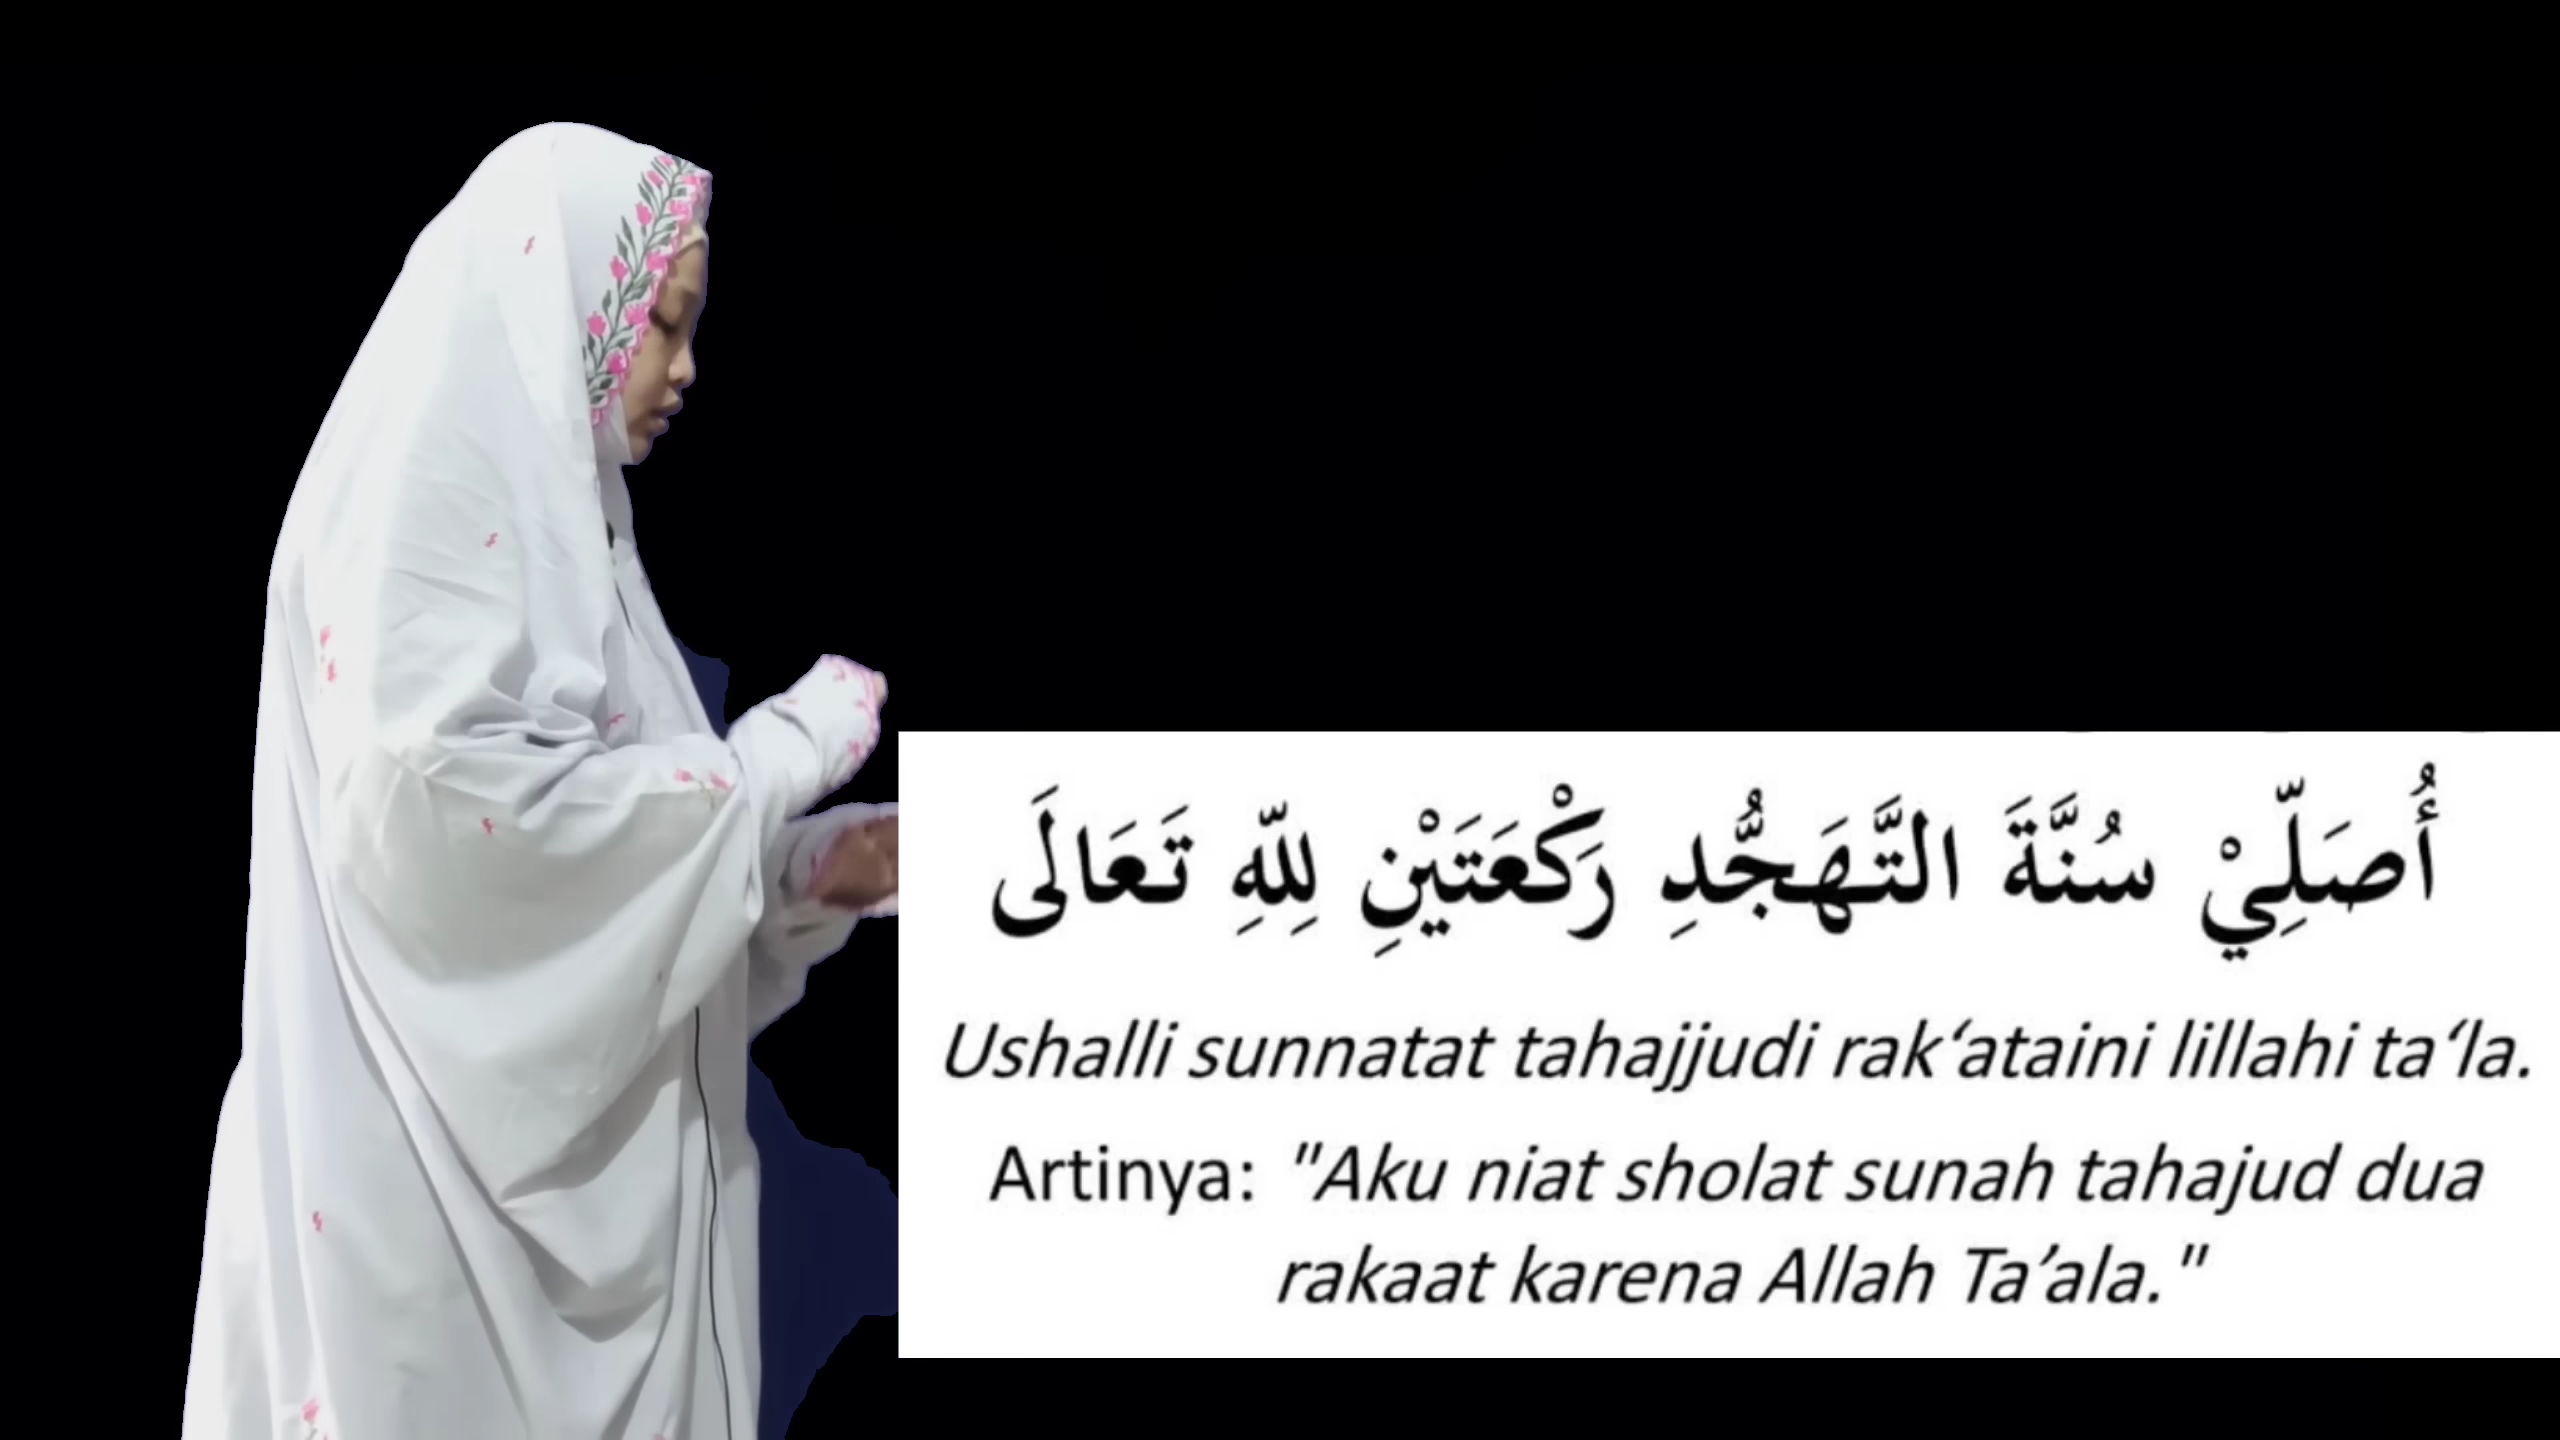 أُصَلِّيْ سُنَّةَ التَّهَجُّدِ رَكْعَتَيْنِ لِلّٰهِ تَعَالَى
Ushalli sunnatat tahajjudi rak‘ataini lillahi ta‘la.
Artinya: "Aku niat sholat sunah tahajud dua
rakaat karena Allah Ta’ala."